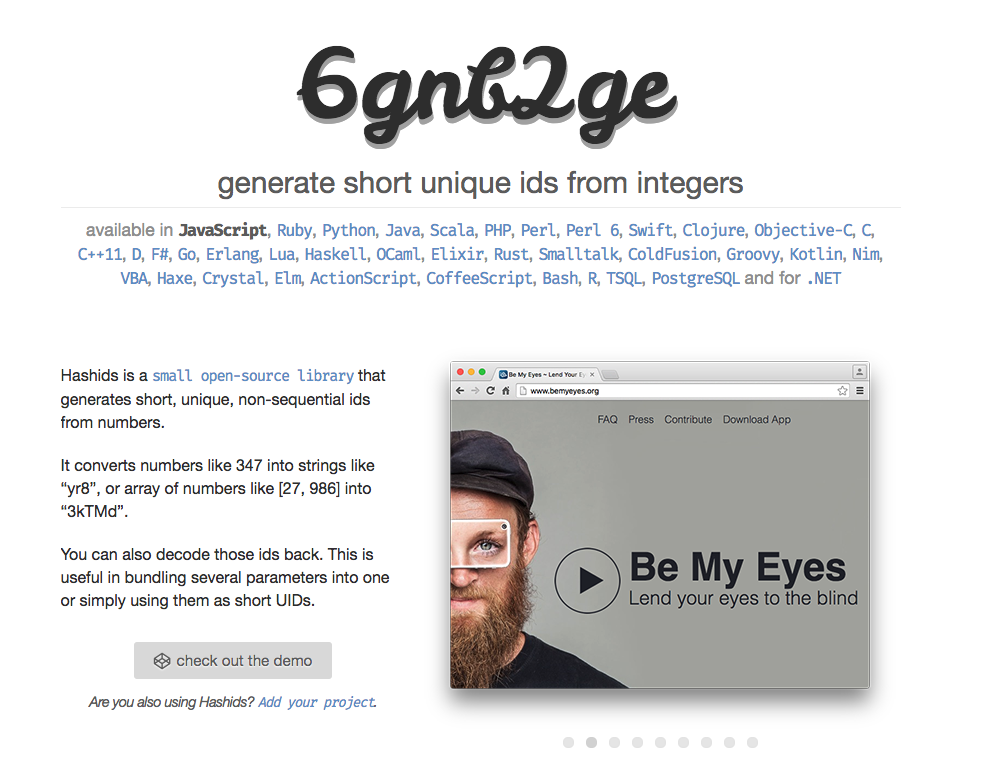 6gnb2ge
generate short unique ids from integers
available in JavaScript, Ruby, Python, Java, Scala, PHP, Perl, Perl 6, Swift, Clojure, Objective-C, C,
C++11, D, F#, Go, Erlang, Lua, Haskell, OCaml, Elixir, Rust, Smalltalk, ColdFusion, Groovy, Kotlin, Nim,
VBA, Haxe, Crystal, Elm, ActionScript, CoffeeScript, Bash, R, TSQL, PostgreSQL and for .NET
Hashids is a small open-source library that
generates short, unique, non-sequential ids
from numbers.
It converts numbers like 347 into strings like
“yr8”, or array of numbers like [27, 986] into
“3kTMd”.
You can also decode those ids back. This is
useful in bundling several parameters into one
or simply using them as short UIDs.
check out the demo
Are you also using Hashids? Add your project.
Be My Eyes ~ Lend Your Ey
www.bemyeyes.org
FAQ Press Contribute Download App
Be My Eyes
Lend your eyes to the blind